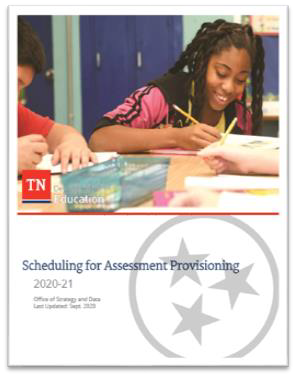 TN
Education
Scheduling for Assessment Provisioning
2020-21
Office of Strategy and Data
Last Updated: Sept. 2020